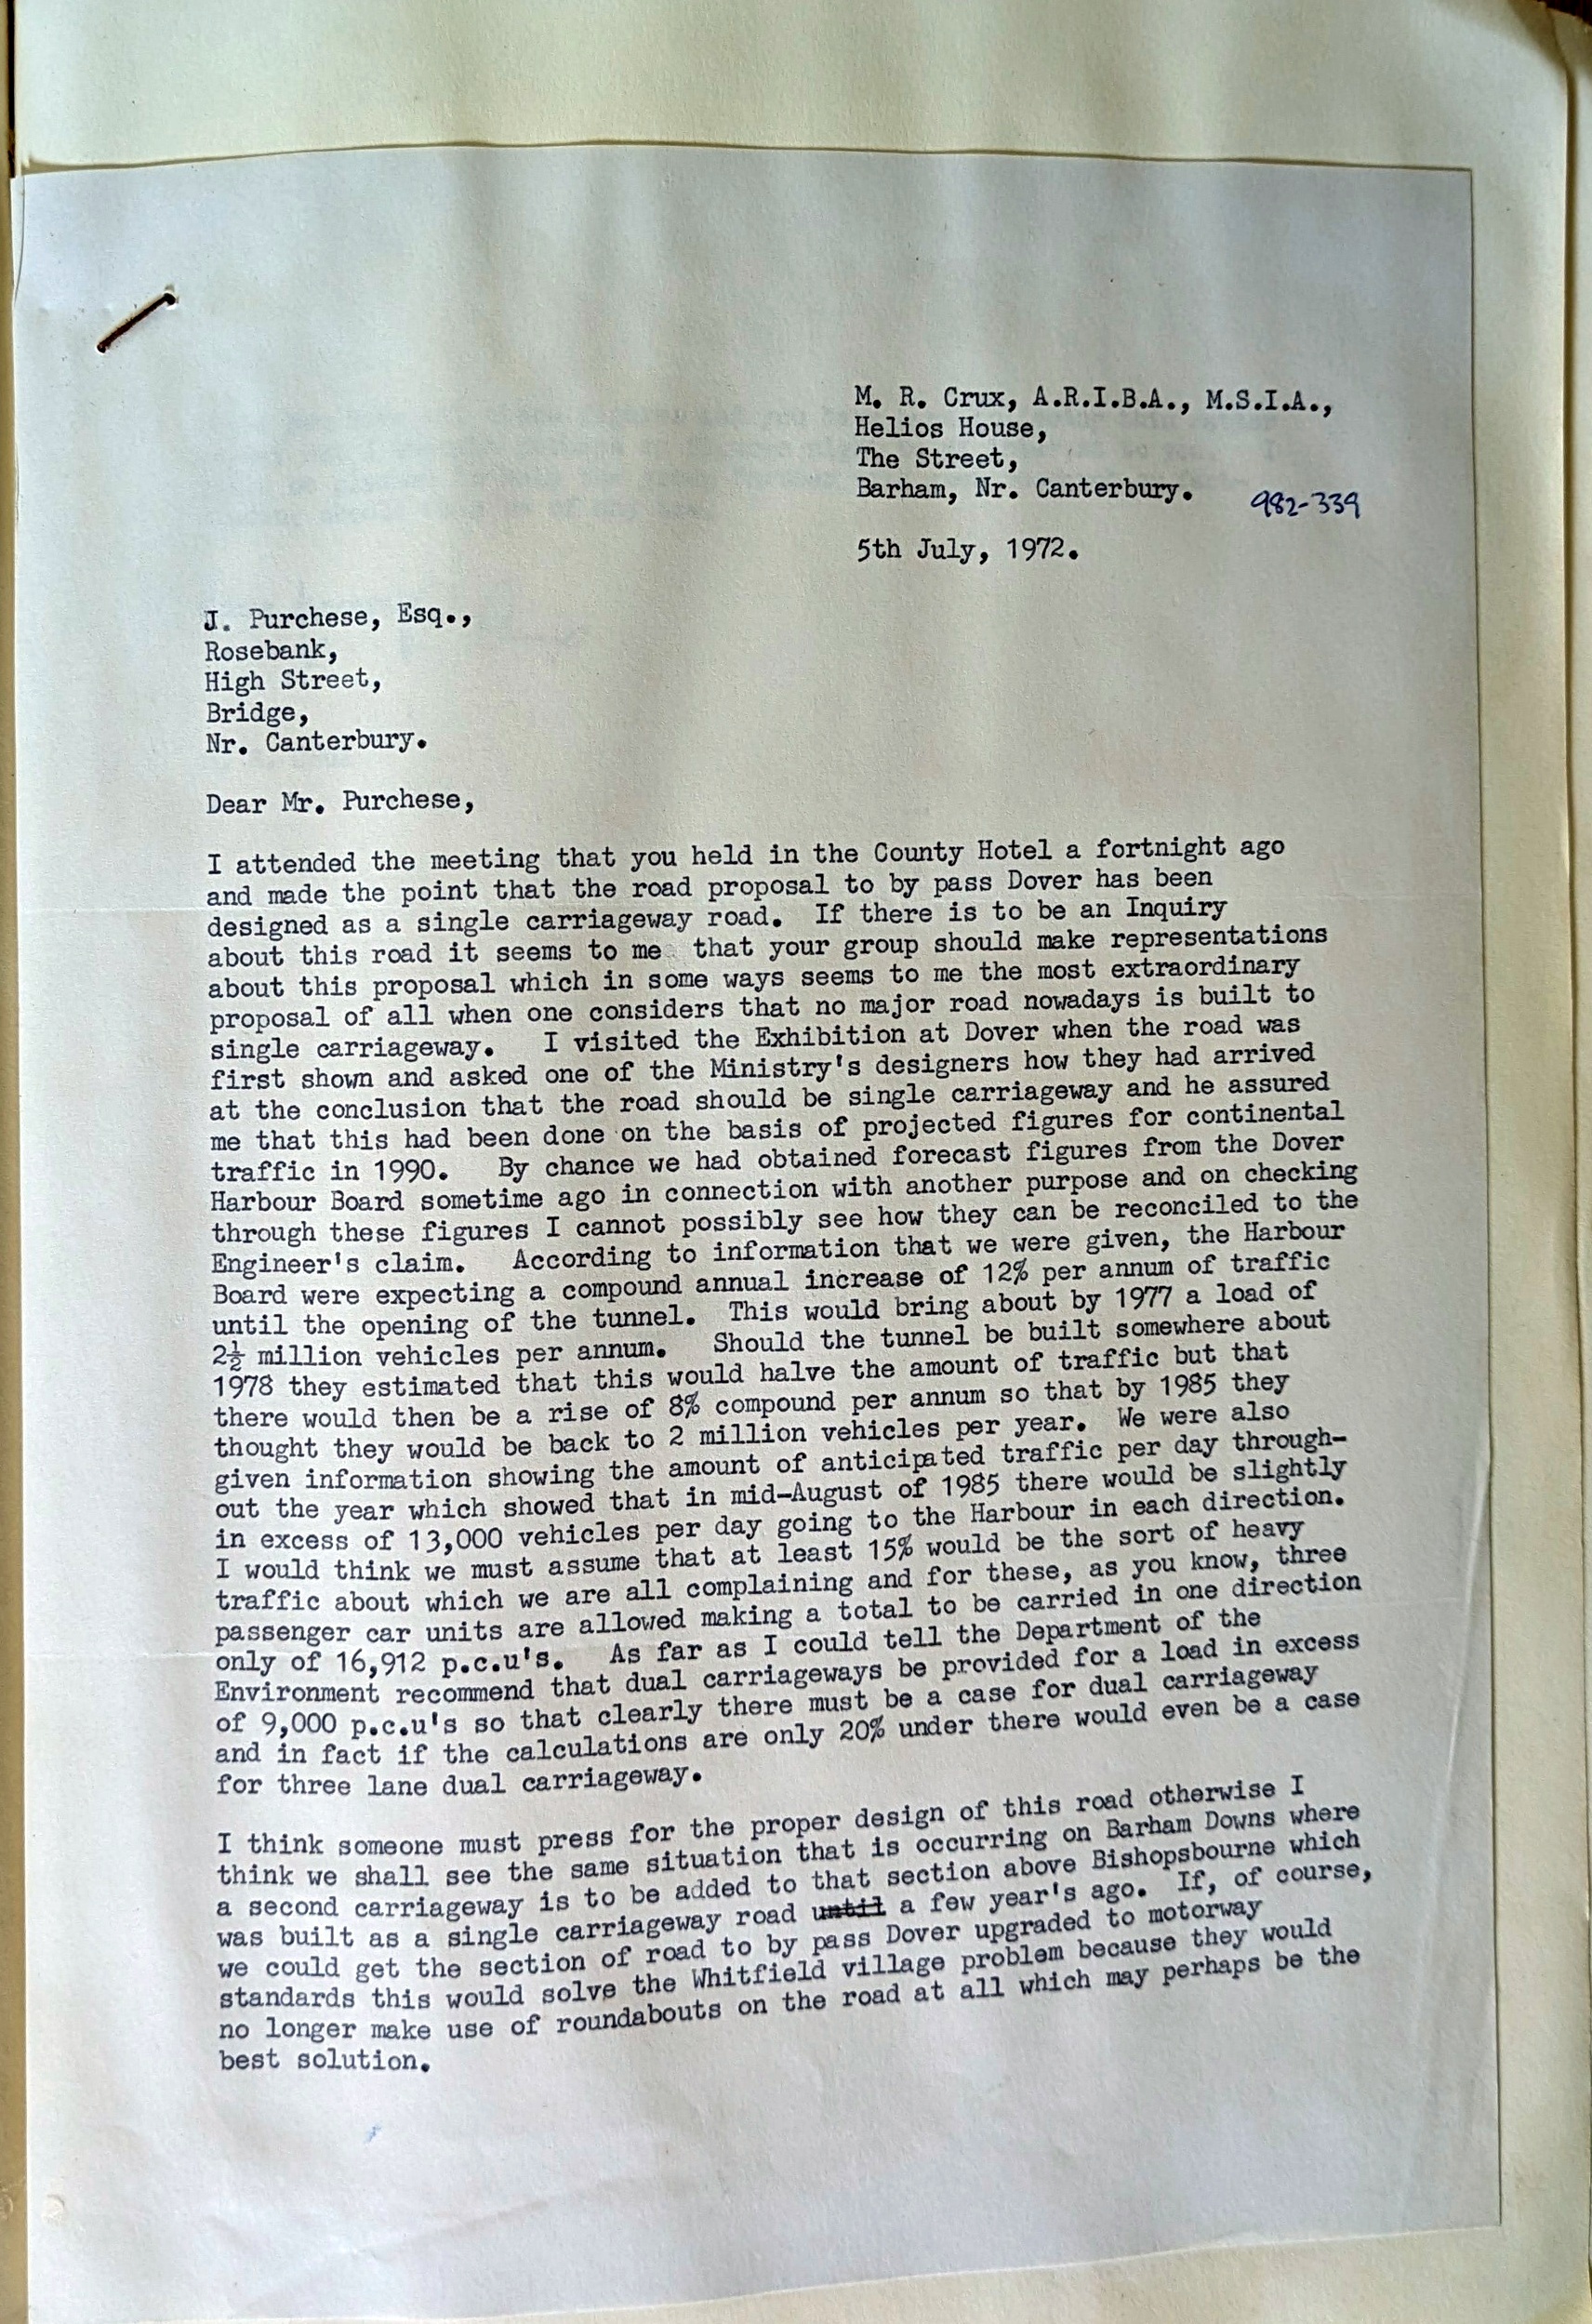 M. R. Crux, A.R.I.B.A., M.S.I.A.,
Helios House,
The Street,
Barham, Nr. Canterbury.
982-339
5th July, 1972.
J. Purchese, Esq.,
Rosebank,
High Street,
Bridge,
Nr. Canterbury.
Dear Mr. Purchese,
I attended the meeting that you held in the County Hotel a fortnight ago
and made the point that the road proposal to by pass Dover has been
designed as a single carriageway road. If there is to be an Inquiry
about this road it seems to me that your group should make representations
about this proposal which in some ways seems to me the most extraordinary
proposal of all when one considers that no major road nowadays is built to
single carriageway. I visited the Exhibition at Dover when the road was
first shown and asked one of the Ministry's designers how they had arrived
at the conclusion that the road should be single carriageway and he assured
me that this had been done on the basis of projected figures for continental
traffic in 1990. By chance we had obtained forecast figures from the Dover
Harbour Board sometime ago in connection with another purpose and on checking
through these figures I cannot possibly see how they can be reconciled to the
Engineer's claim. According to information that we were given, the Harbour
Board were expecting a compound annual increase of 12% per annum of traffic
until the opening of the tunnel. This would bring about by 1977 a load of
2½ million vehicles per annum. Should the tunnel be built somewhere about
1978 they estimated that this would halve the amount of traffic but that
there would then be a rise of 8% compound per annum so that by 1985 they
thought they would be back to 2 million vehicles per year. We were also
given information showing the amount of anticipated traffic per day through-
out the year which showed that in mid-August of 1985 there would be slightly
in excess of 13,000 vehicles per day going to the Harbour in each direction.
I would think we must assume that at least 15% would be the sort of heavy
traffic about which we are all complaining and for these, as you know, three
passenger car units are allowed making a total to be carried in one direction
only of 16,912 p.c.u's. As far as I could tell the Department of the
Environment recommend that dual carriageways be provided for a load in excess
of 9,000 p.c.u's so that clearly there must be a case for dual carriageway
and in fact if the calculations are only 20% under there would even be a case
for three lane dual carriageway.
I think someone must press for the proper design of this road otherwise I
think we shall see the same situation that is occurring on Barham Downs where
a second carriageway is to be added to that section above Bishopsbourne which
was built as a single carriageway road until a few year's ago. If, of course,
we could get the section of road to by pass Dover upgraded to motorway
standards this would solve the Whitfield village problem because they would
no longer make use of roundabouts on the road at all which may perhaps be the
best solution.